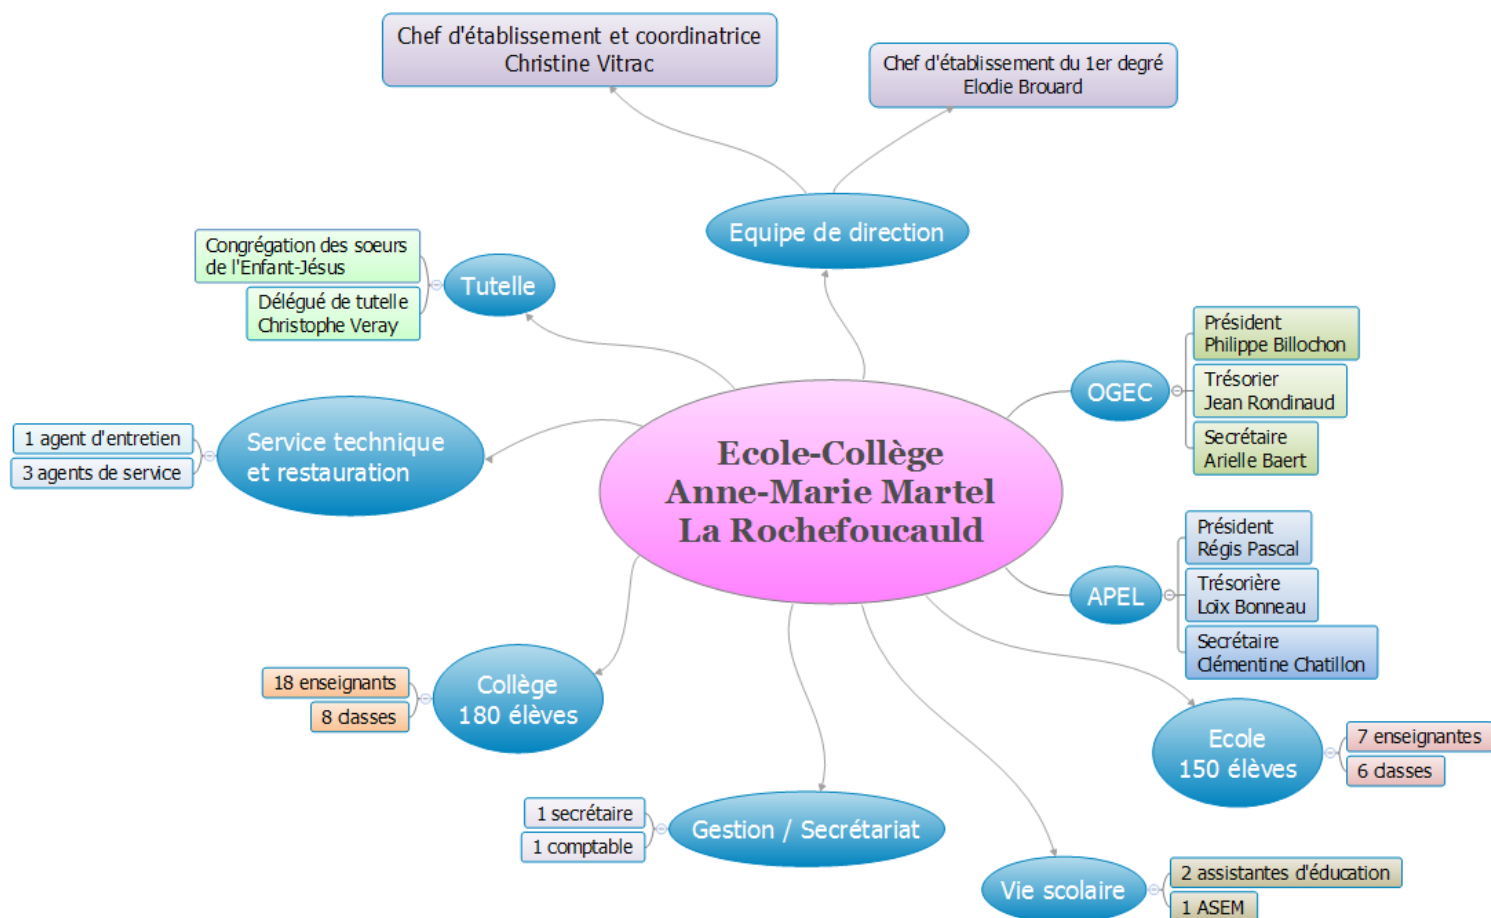 Chef d'établissement et coordinatrice
Christine Vitrac
Chef d'établissement du 1er degré
Elodie Brouard
Equipe de direction
Congrégation des soeurs
de l'Enfant-Jésus
Tutelle
Délégué de tutelle
Christophe Veray
Président
Philippe Billochon
OGEC
Trésorier
Jean Rondinaud
Secrétaire
Arielle Baert
1 agent d'entretien
3 agents de service
Service technique
et restauration
Ecole-Collège
Anne-Marie Martel
La Rochefoucauld
Président
Régis Pascal
APEL
Trésorière
Loïx Bonneau
Secrétaire
Clémentine Chatillon
18 enseignants
8 classes
Collège
180 élèves
Ecole
150 élèves
7 enseignantes
6 classes
1 secrétaire
1 comptable
Gestion / Secrétariat
Vie scolaire
2 assistantes d'éducation
1 ASEM